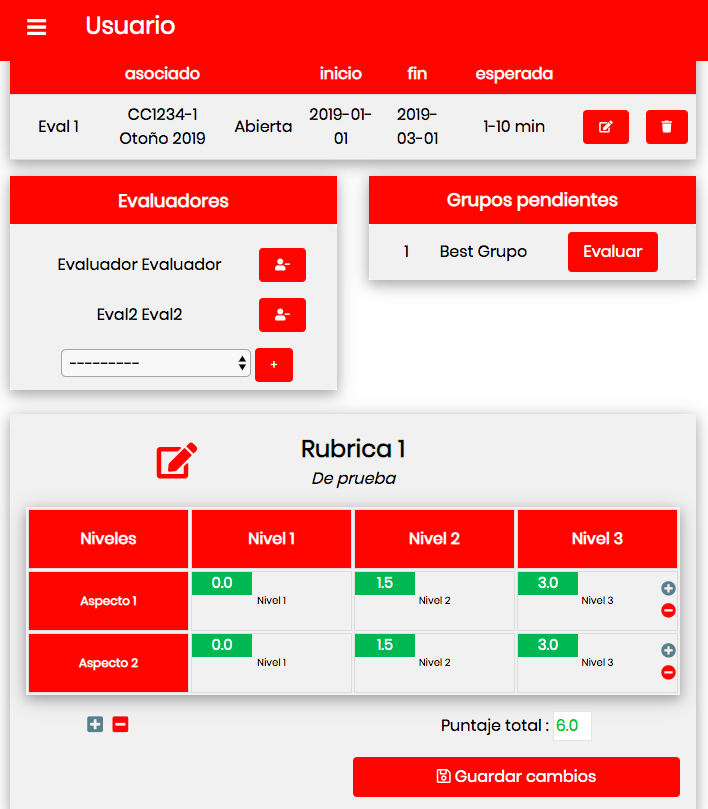 Usuario
asociado inicio fin esperada
Eval 1 CC1234-1 Otoño 2019 Abierta 2019-01-01 2019-03-01 1-10 min
Evaluadores
Evaluador Evaluador
Eval2 Eval2
---------
+
Grupos pendientes
1 Best Grupo Evaluar
Rubrica 1
De prueba
Niveles Nivel 1 Nivel 2 Nivel 3
Aspecto 1 0.0 Nivel 1 1.5 Nivel 2 3.0 Nivel 3
Aspecto 2 0.0 Nivel 1 1.5 Nivel 2 3.0 Nivel 3
Puntaje total : 6.0
Guardar cambios